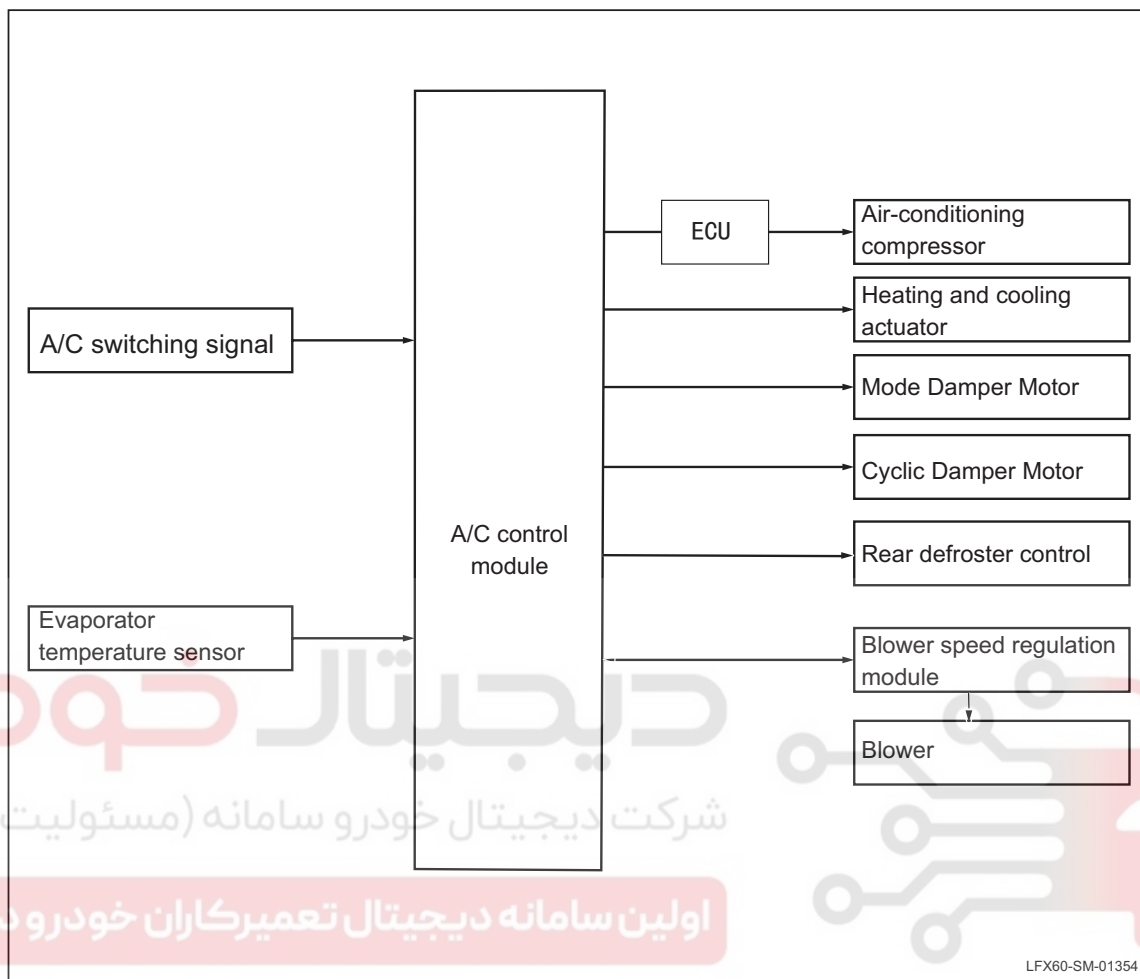 ECU
Air-conditioning
compressor
Heating and cooling
actuator
A/C switching signal
Mode Damper Motor
Cyclic Damper Motor
A/C control
module
Rear defroster control
Evaporator
temperature sensor
Blower speed regulation
module
Blower
دیجیتال خودرو
شرکت دیجیتال خودرو سامانه (مسئولیت
اولین سامانه دیجیتال تعمیرکاران خودرو د
LFX60-SM-01354